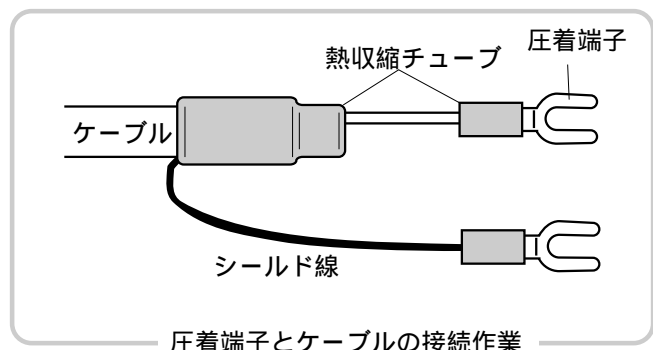 圧着端子
熱収縮チューブ
ケーブル
シールド線
圧着端子とケーブルの接続作業